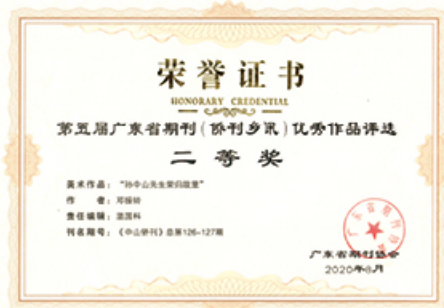 荣誉证书
HONORARY CREDENTIAL
第五届广东省期刊(侨刊乡讯)优秀作品评选
二等奖
美术作品："孙中山先生荣归故里"
作 者：邓振铃
责任编辑：温国科
刊名期号：《中山侨刊》总第126-127期
广东省期刊协会
2020年8月